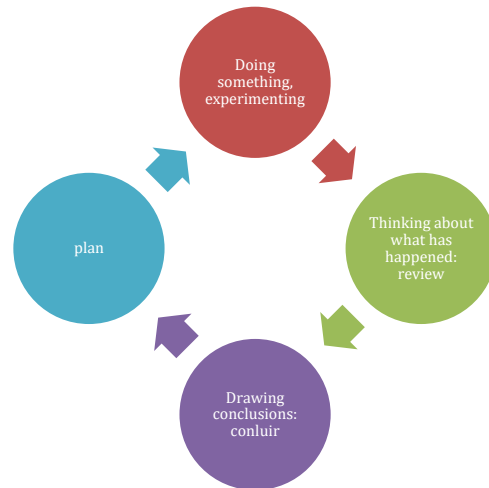 Doing
something,
experimenting
Thinking about
what has
happened:
review
Drawing
conclusions:
conluir
plan